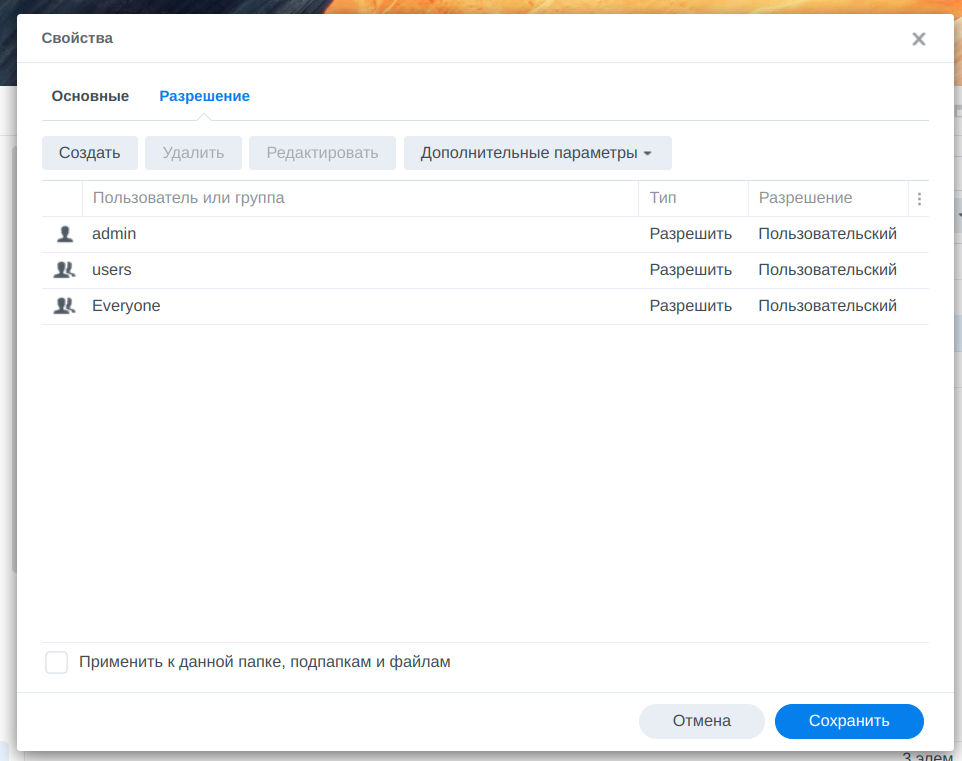 Свойства
Основные Разрешение
Создать Удалить Редактировать Дополнительные параметры
Пользователь или группа Тип Разрешение
admin Разрешить Пользовательский
users Разрешить Пользовательский
Everyone Разрешить Пользовательский
Применить к данной папке, подпапкам и файлам
Отмена Сохранить
3 элем